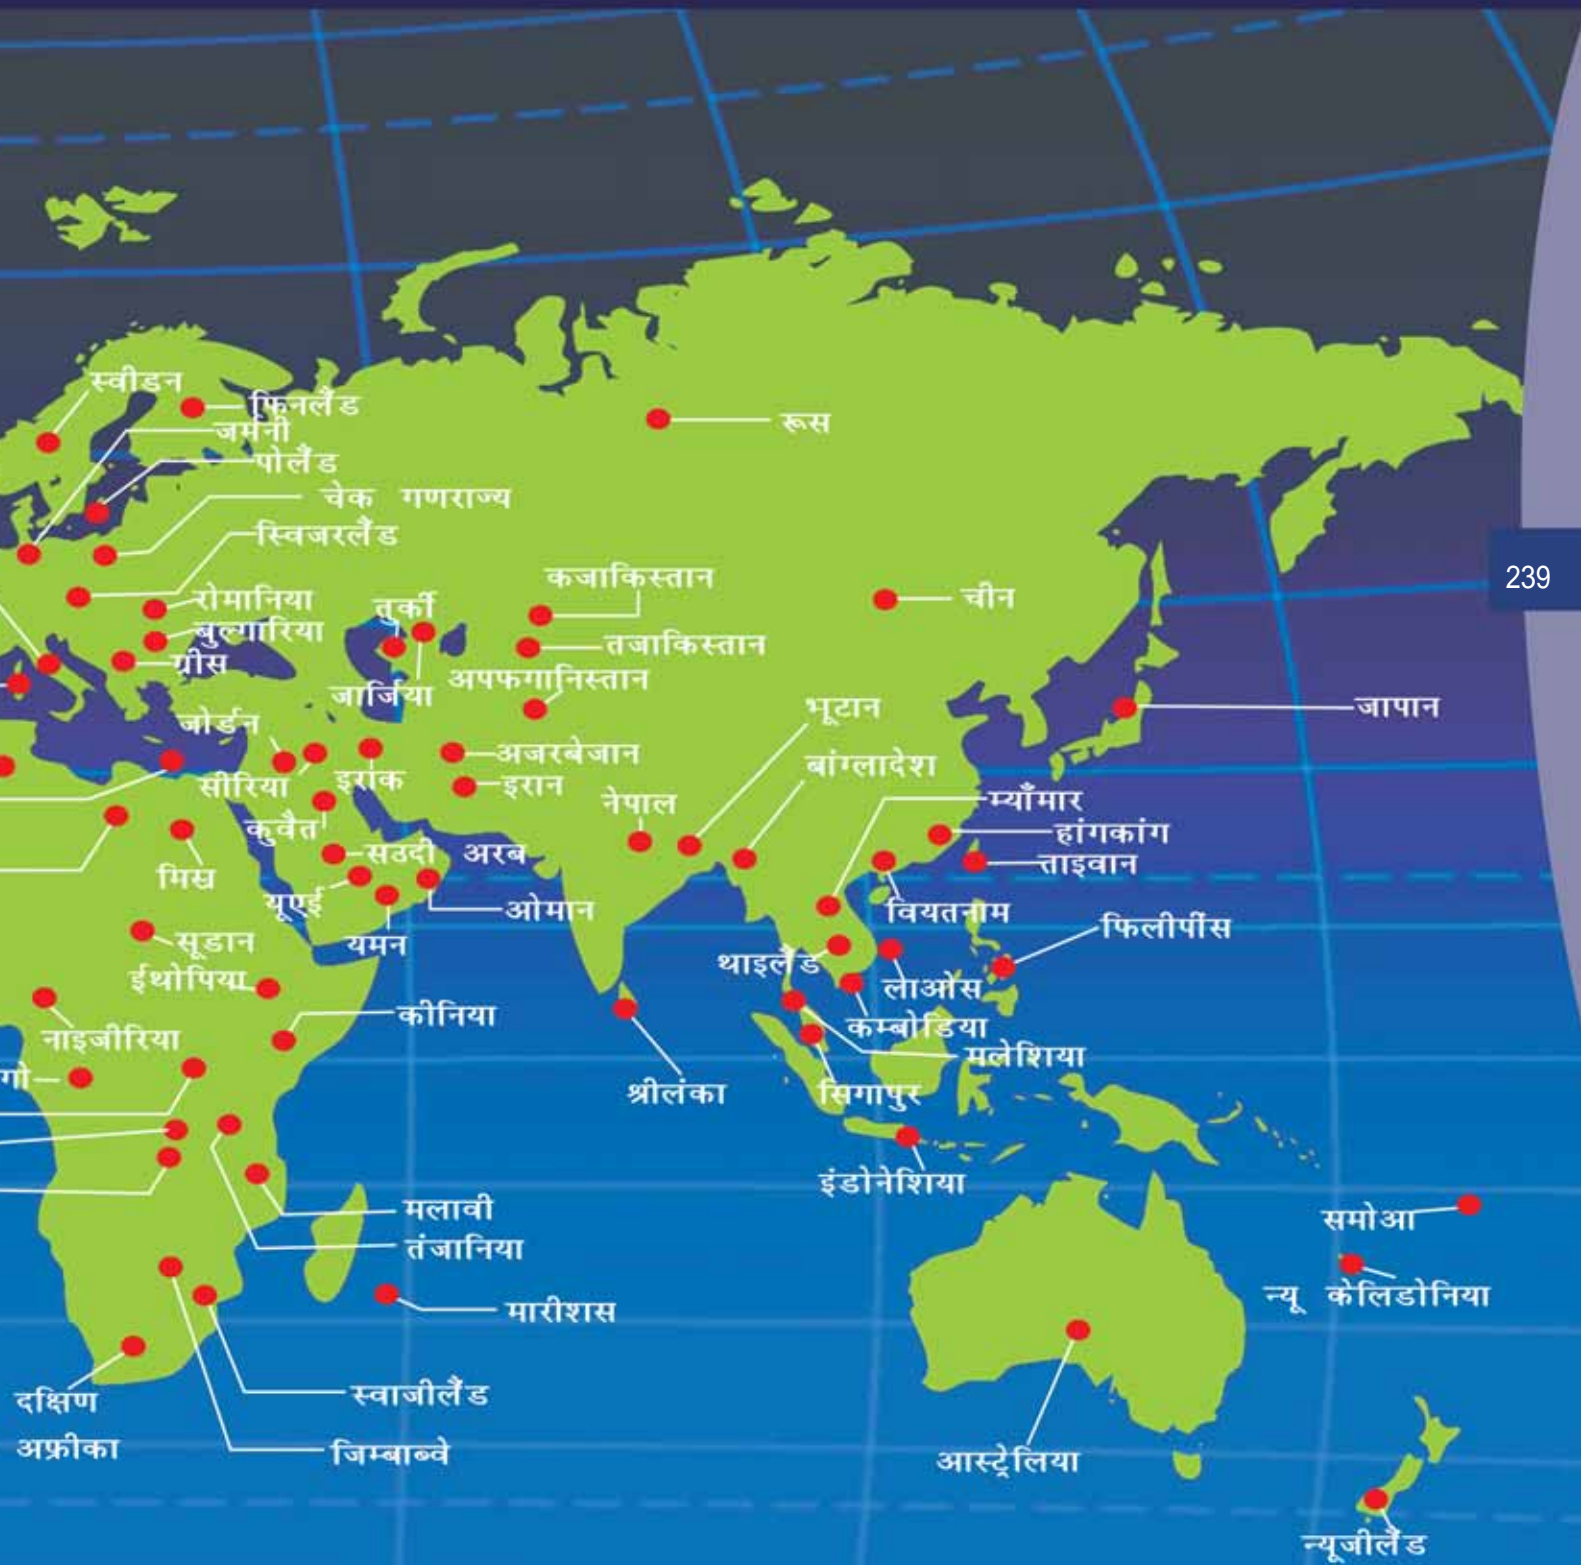 स्वीडन
फिनलैंड
जर्मनी
रूस
पोलैंड
चेक गणराज्य
स्विजरलैंड
कजाकिस्तान
239
रोमानिया
तुर्की
चीन
बुल्गारिया
तजाकिस्तान
ग्रीस
अपफगानिस्तान
जार्जिया
भूटान
जापान
जोर्डन
अजरबेजान
बांग्लादेश
सीरिया
इराक
इरान
नेपाल
म्याँमार
कुवैत
हांगकांग
सउदी अरब
ताइवान
मिस्र
यूएई
ओमान
वियतनाम
फिलीपींस
सूडान
यमन
थाइलैंड
ईथोपिया
लाओस
कीनिया
कम्बोडिया
नाइजीरिया
मलेशिया
गो
श्रीलंका
सिगापुर
इंडोनेशिया
मलावी
समोआ
तंजानिया
न्यू केलिडोनिया
मारीशस
स्वाजीलैंड
दक्षिण
अफ्रीका
जिम्बाब्वे
आस्ट्रेलिया
न्यूजीलैंड